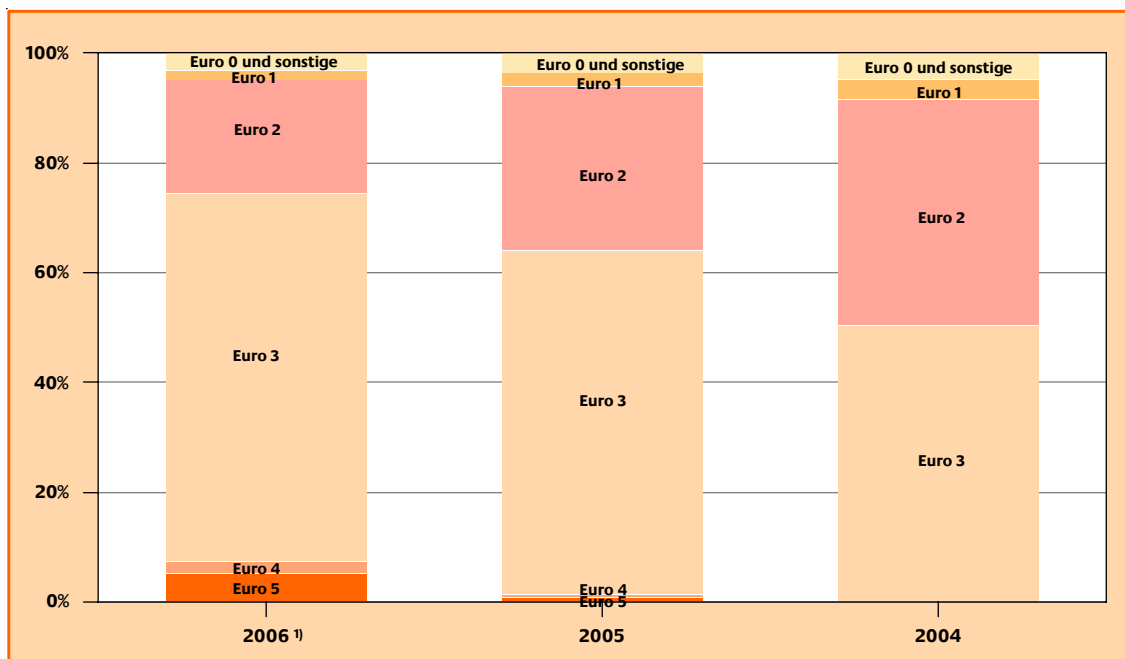 100%
80%
60%
40%
20%
0%
Euro 0 und sonstige
Euro 1
Euro 2
Euro 3
Euro 4
Euro 5
2006 1)
Euro 0 und sonstige
Euro 1
Euro 2
Euro 3
Euro 4
Euro 5
2005
Euro 0 und sonstige
Euro 1
Euro 2
Euro 3
2004